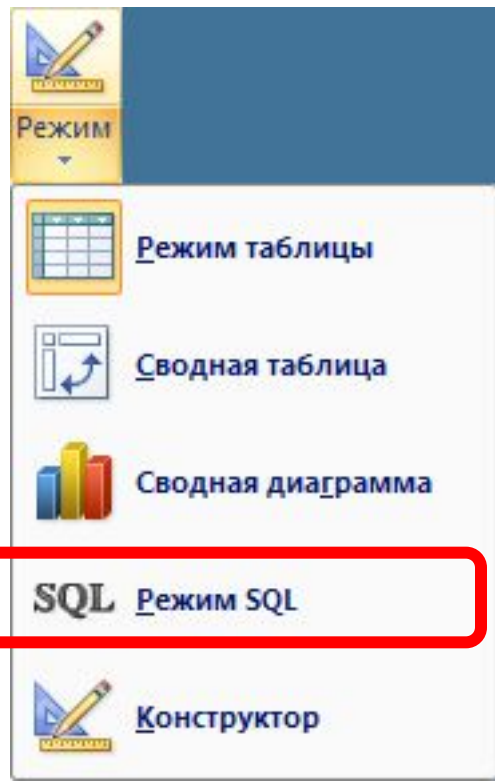 Режим
Режим таблицы
Сводная таблица
Сводная диаграмма
SQL Режим SQL
Конструктор